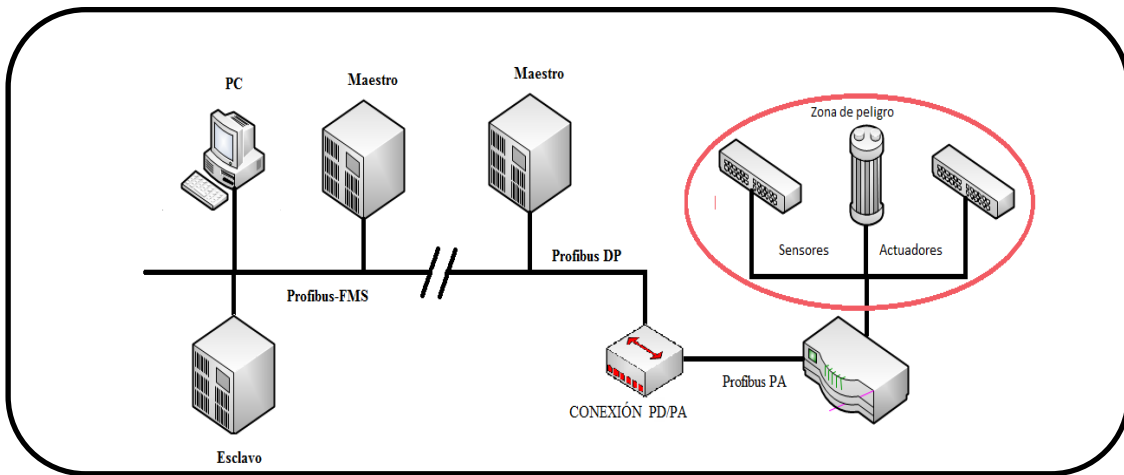 PC
Maestro
Maestro
Zona de peligro
Sensores
Actuadores
Profibus DP
Profibus-FMS
Profibus PA
CONEXIÓN PD/PA
Esclavo